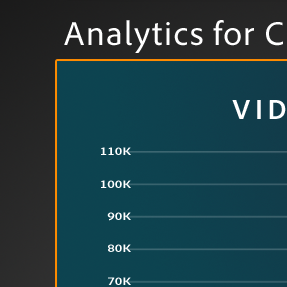 Analytics for C
VID
110K
100K
90K
80K
70K